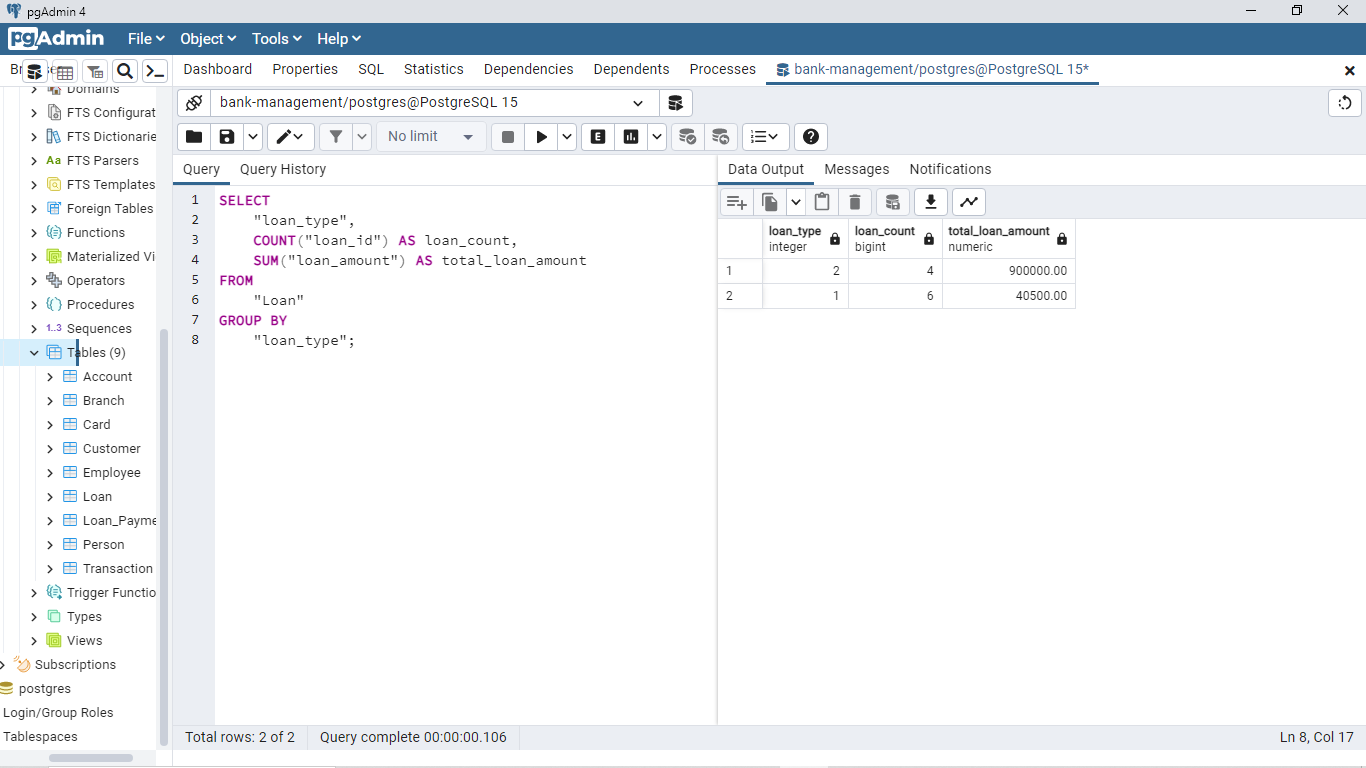 pgAdmin 4
pgAdmin File Object Tools Help
Dashboard Properties SQL Statistics Dependencies Dependents Processes bank-management/postgres@PostgreSQL 15*
bank-management/postgres@PostgreSQL 15
No limit
E
Query Query History
Data Output Messages Notifications
Domains
FTS Configurat
FTS Dictionarie
Aa FTS Parsers
FTS Templates
Foreign Tables
Functions
Materialized Vi
Operators
Procedures
1..3 Sequences
Tables (9)
Account
Branch
Card
Customer
Employee
Loan
Loan_Payme
Person
Transaction
Trigger Functio
Types
Views
Subscriptions
postgres
Login/Group Roles
Tablespaces
1 SELECT
2 "loan_type",
3 COUNT("loan_id") AS loan_count,
4 SUM("loan_amount") AS total_loan_amount
5 FROM
6 "Loan"
7 GROUP BY
8 "loan_type";
loan_type loan_count total_loan_amount
integer bigint numeric
1 2 4 900000.00
2 1 6 40500.00
Total rows: 2 of 2 Query complete 00:00:00.106 Ln 8, Col 17